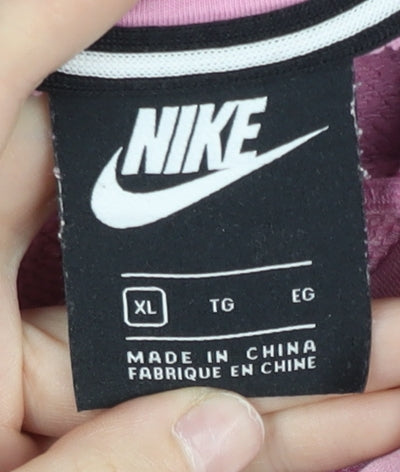 NIKE
XL TG EG
MADE IN CHINA
FABRIQUE EN CHINE